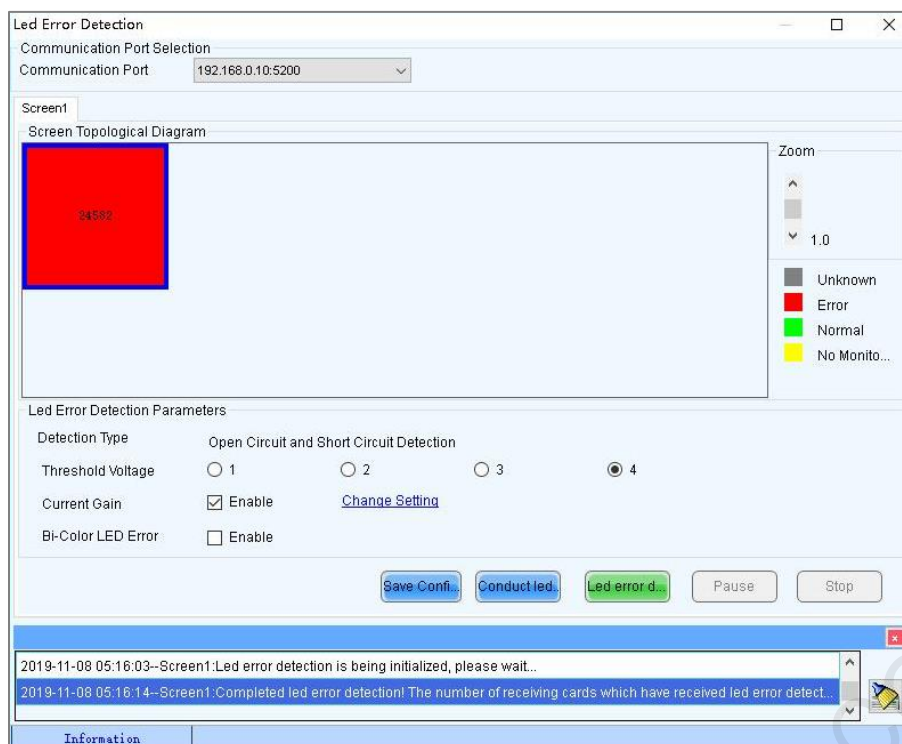 Led Error Detection
Communication Port Selection
Communication Port 192.168.0.10:5200
Screen1
Screen Topological Diagram
24582
Zoom
1.0
Unknown
Error
Normal
No Monito...
Led Error Detection Parameters
Detection Type Open Circuit and Short Circuit Detection
Threshold Voltage 1 2 3 4
Current Gain Enable Change Setting
Bi-Color LED Error Enable
Save Confi... Conduct led.. Led error d... Pause Stop
2019-11-08 05:16:03--Screen1:Led error detection is being initialized, please wait...
2019-11-08 05:16:14--Screen1:Completed led error detection! The number of receiving cards which have received led error detect...
Information